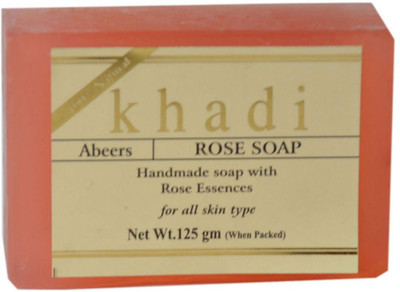 khadi
Abeers ROSE SOAP
Handmade soap with
Rose Essences
for all skin type
Net Wt.125 gm (When Packed)